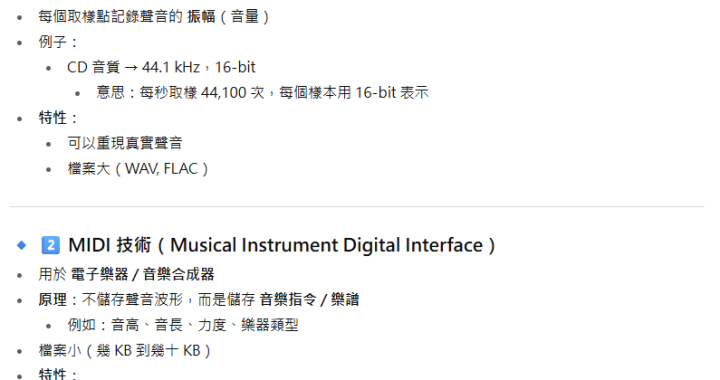 每個取樣點記錄聲音的 振幅（音量）
例子：
CD 音質 → 44.1 kHz，16-bit
意思：每秒取樣 44,100 次，每個樣本用 16-bit 表示
特性：
可以重現真實聲音
檔案大（WAV, FLAC）
2 MIDI 技術（Musical Instrument Digital Interface）
用於 電子樂器 / 音樂合成器
原理：不儲存聲音波形，而是儲存 音樂指令 / 樂譜
例如：音高、音長、力度、樂器類型
檔案小（幾 KB 到幾十 KB）
特性：